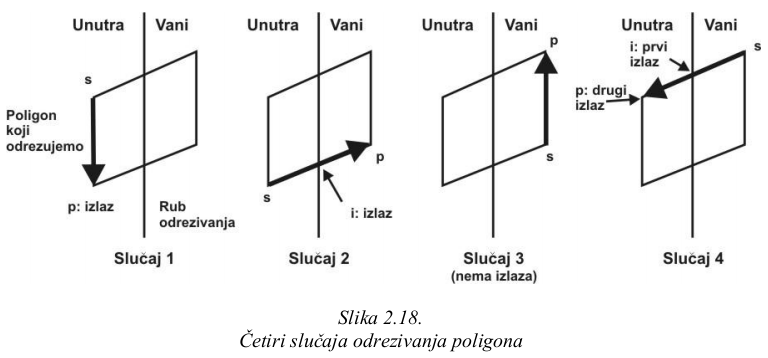 Unutra Vani
s
Poligon
koji
odrezujemo
p: izlaz
Rub
odrezivanja
Slučaj 1
Unutra Vani
s
p
i: izlaz
Slučaj 2
Unutra Vani
p
s
Slučaj 3
(nema izlaza)
Unutra Vani
i: prvi
izlaz
s
p: drugi
izlaz
Slučaj 4
Slika 2.18.
Četiri slučaja odrezivanja poligona